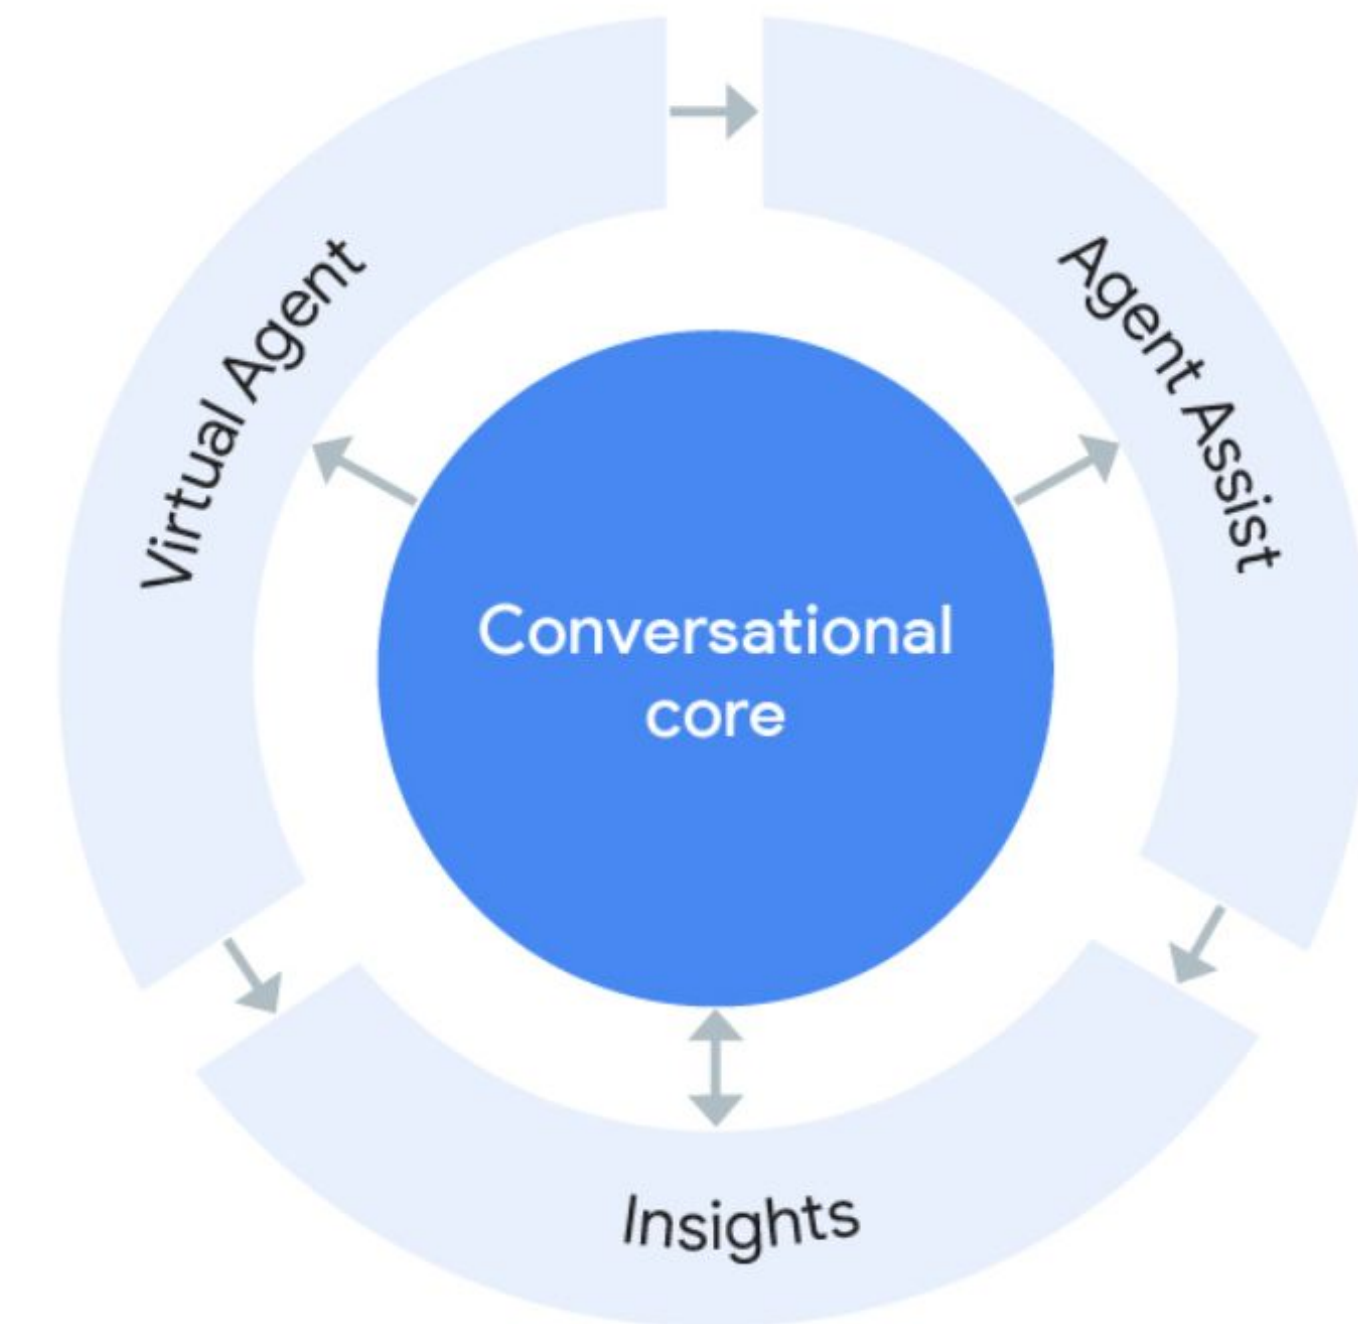 Virtual Agent
Agent Assist
Conversational
core
Insights